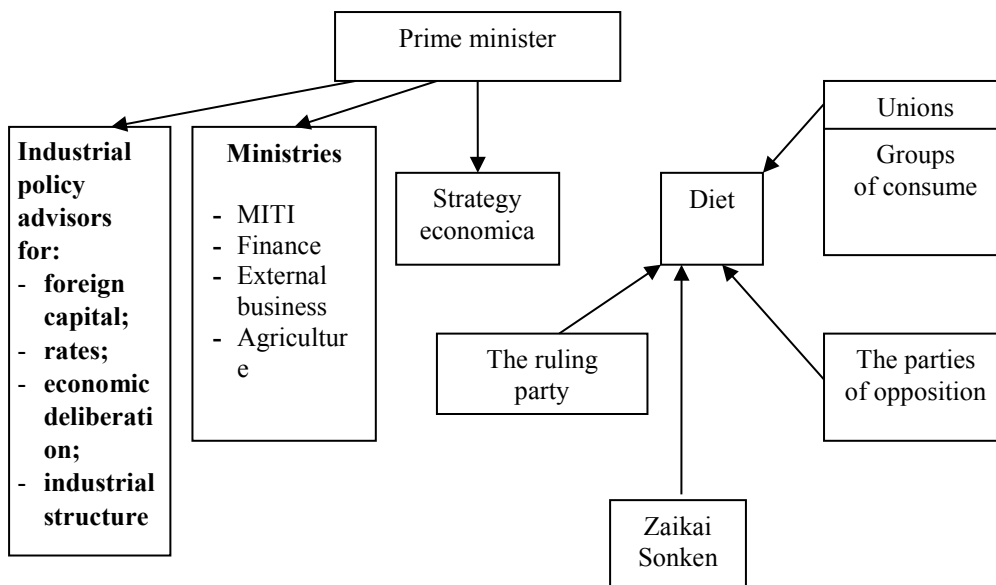 Prime minister
Industrial
policy
advisors
for:
- foreign
capital;
- rates;
- economic
deliberati
on;
- industrial
structure
Ministries
- MITI
- Finance
- External
business
- Agricultur
e
Strategy
economica
Diet
Unions
Groups
of consume
The ruling
party
The parties
of opposition
Zaikai
Sonken